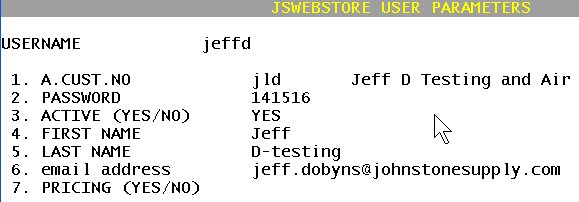 JSWEBSTORE USER PARAMETERS
USERNAME jeffd
1. A.CUST.NO jld Jeff D Testing and Air
2. PASSWORD 141516
3. ACTIVE (YES/NO) YES
4. FIRST NAME Jeff
5. LAST NAME D-testing
6. email address jeff.dobyns@johnstonesupply.com
7. PRICING (YES/NO)